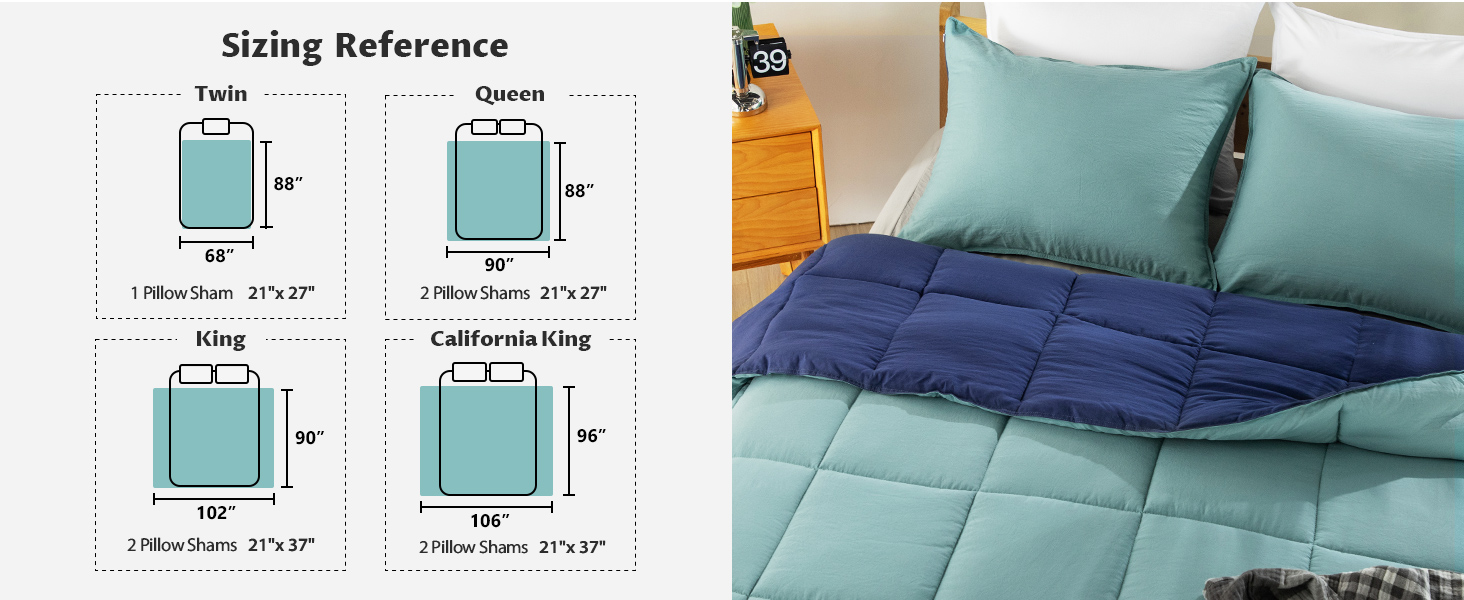 Sizing Reference
Twin
88”
68”
1 Pillow Sham 21"x 27"
Queen
88”
90”
2 Pillow Shams 21"x 27"
King
90”
102”
2 Pillow Shams 21"x 37"
California King
96”
106”
2 Pillow Shams 21"x 37"
39